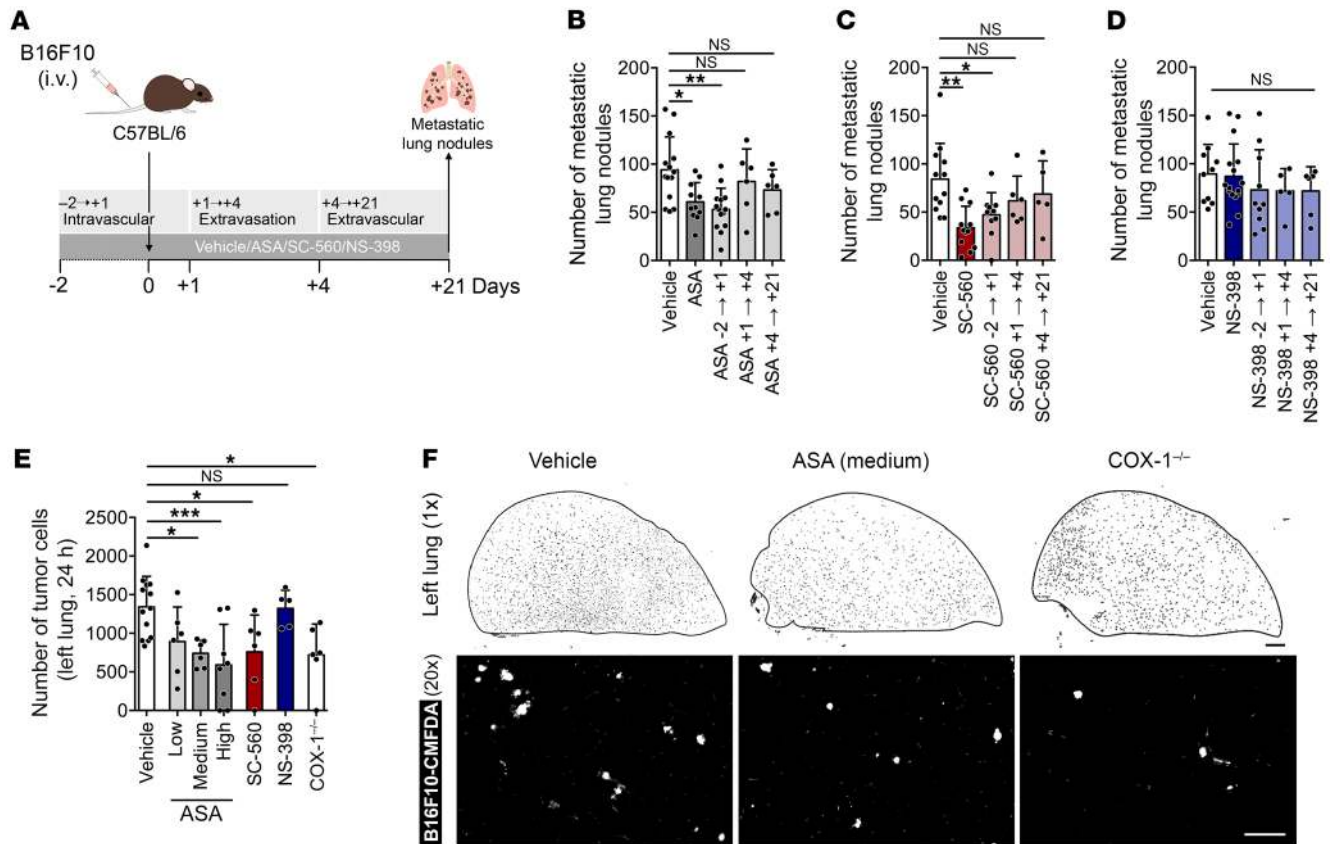 A
B16F10
(i.v.)
C57BL/6
Metastatic
lung nodules
–2→+1
Intravascular
+1→+4
Extravasation
+4→+21
Extravascular
Vehicle/ASA/SC-560/NS-398
-2
0
+1
+4
+21 Days
B
Number of metastatic
lung nodules
200
150
100
50
0
NS
NS
**
*
Vehicle
ASA
ASA -2 → +1
ASA +1 → +4
ASA +4 → +21
C
Number of metastatic
lung nodules
200
150
100
50
0
NS
NS
*
**
Vehicle
SC-560
SC-560 -2 → +1
SC-560 +1 → +4
SC-560 +4 → +21
D
Number of metastatic
lung nodules
200
150
100
50
0
NS
Vehicle
NS-398
NS-398 -2 → +1
NS-398 +1 → +4
NS-398 +4 → +21
E
Number of tumor cells
(left lung, 24 h)
2500
2000
1500
1000
500
0
*
NS
*
***
*
Vehicle
Low
Medium
High
SC-560
NS-398
COX-1–/–
ASA
F
Vehicle
ASA (medium)
COX-1–/–
Left lung (1x)
B16F10-CMFDA (20x)